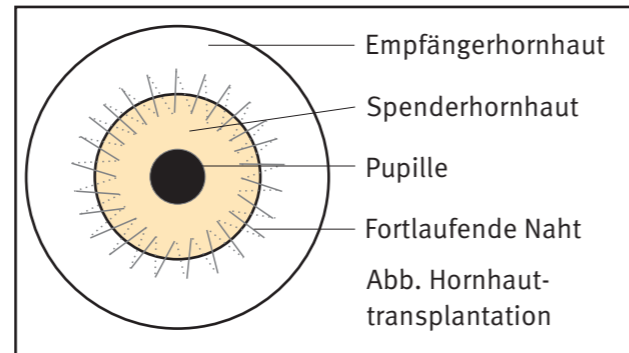 Empfängerhornhaut
Spenderhornhaut
Pupille
Fortlaufende Naht
Abb. Hornhaut-
transplantation